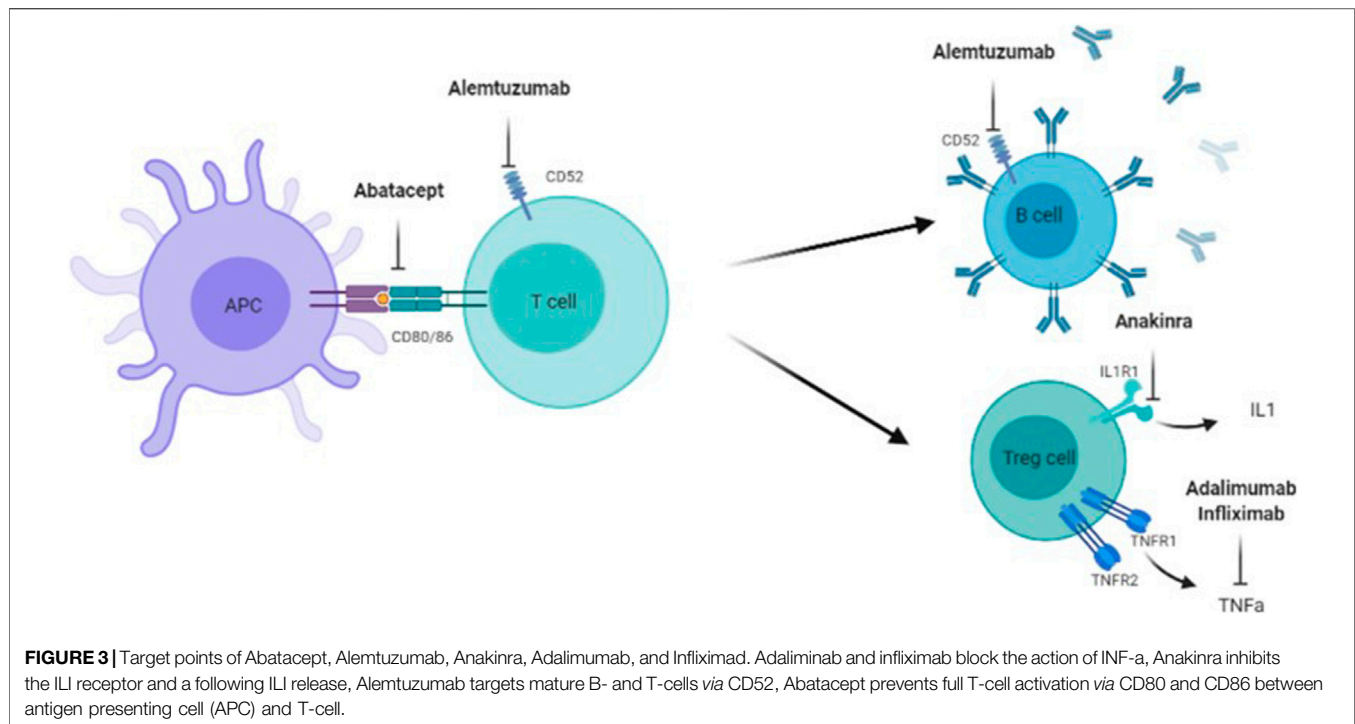 Alemtuzumab
CD52
Abatacept
APC
CD80/86
T cell
Alemtuzumab
CD52
B cell
Anakinra
IL1R1
IL1
Treg cell
Adalimumab
Infliximab
TNFR1
TNFR2
TNFa
FIGURE 3 | Target points of Abatacept, Alemtuzumab, Anakinra, Adalimumab, and Infliximad. Adaliminab and infliximab block the action of INF-a, Anakinra inhibits
the ILI receptor and a following ILI release, Alemtuzumab targets mature B- and T-cells via CD52, Abatacept prevents full T-cell activation via CD80 and CD86 between
antigen presenting cell (APC) and T-cell.